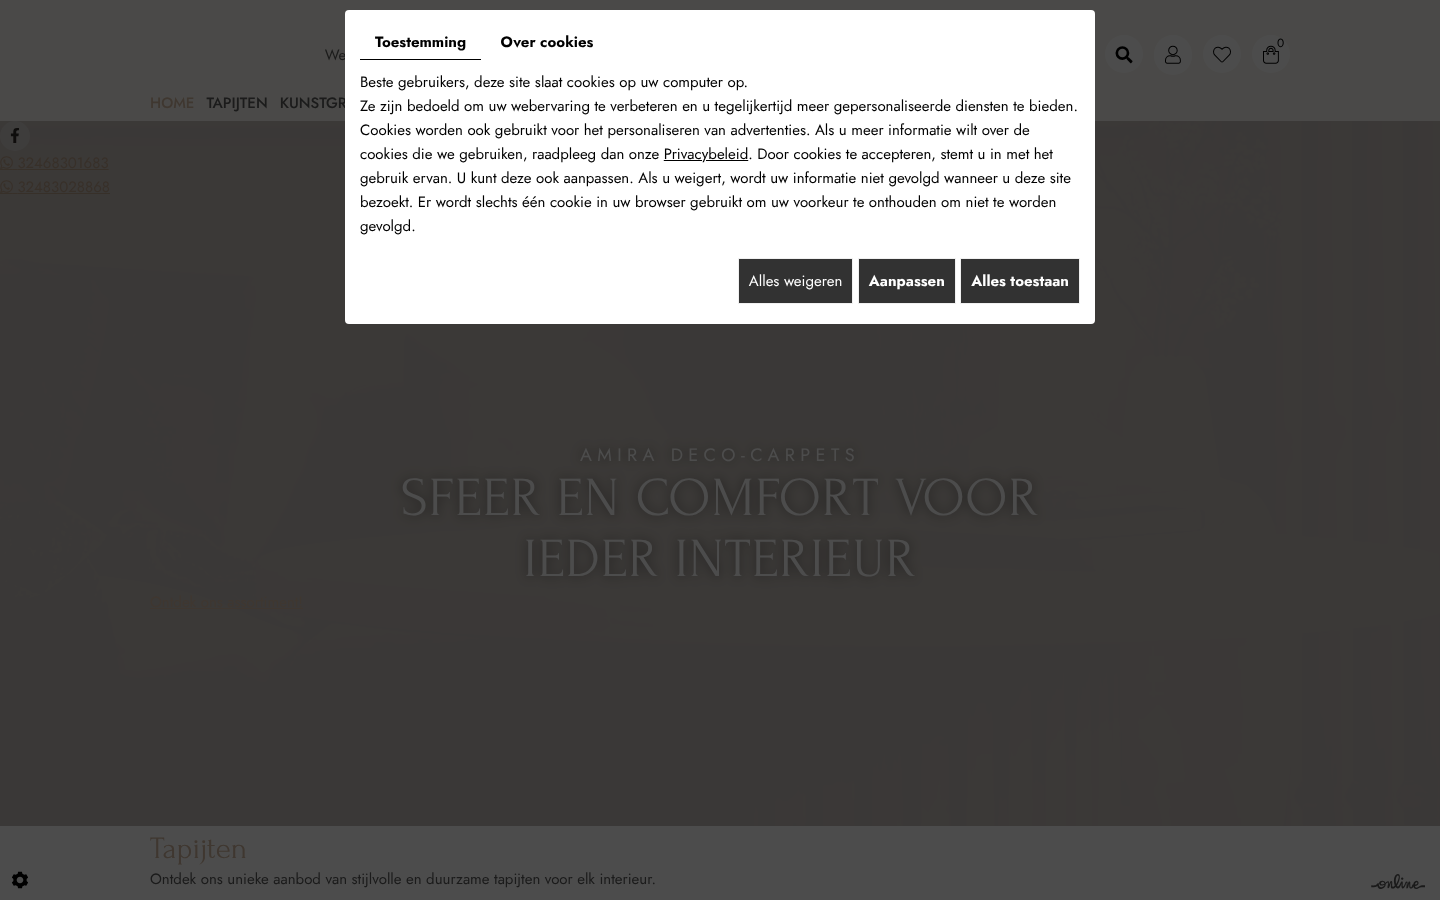 Toestemming
Over cookies
Beste gebruikers, deze site slaat cookies op uw computer op.
Ze zijn bedoeld om uw webervaring te verbeteren en u tegelijkertijd meer gepersonaliseerde diensten te bieden.
Cookies worden ook gebruikt voor het personaliseren van advertenties. Als u meer informatie wilt over de
cookies die we gebruiken, raadpleeg dan onze Privacybeleid. Door cookies te accepteren, stemt u in met het
gebruik ervan. U kunt deze ook aanpassen. Als u weigert, wordt uw informatie niet gevolgd wanneer u deze site
bezoekt. Er wordt slechts één cookie in uw browser gebruikt om uw voorkeur te onthouden om niet te worden
gevolgd.
Alles weigeren
Aanpassen
Alles toestaan
0
HOME TAPIJTEN
32468301683
32483028868
AMIRA DECO-CARPETS
SFEER EN COMFORT VOOR
IEDER INTERIEUR
Tapijten
Ontdek ons unieke aanbod van stijlvolle en duurzame tapijten voor elk interieur.
online